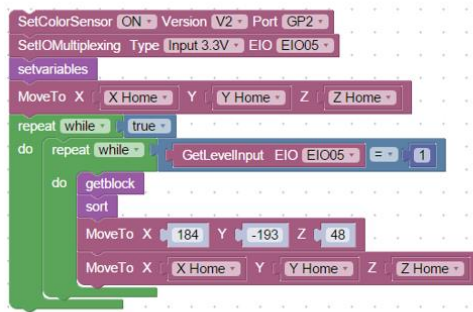 SetColorSensor ON Version V2 Port GP2
SetIOMultiplexing Type Input 3.3V EIO EIO05
setvariables
MoveTo X X Home Y Y Home Z Z Home
repeat while true
do repeat while GetLevelInput EIO EIO05 = 1
do getblock
sort
MoveTo X 184 Y -193 Z 48
MoveTo X X Home Y Y Home Z Z Home